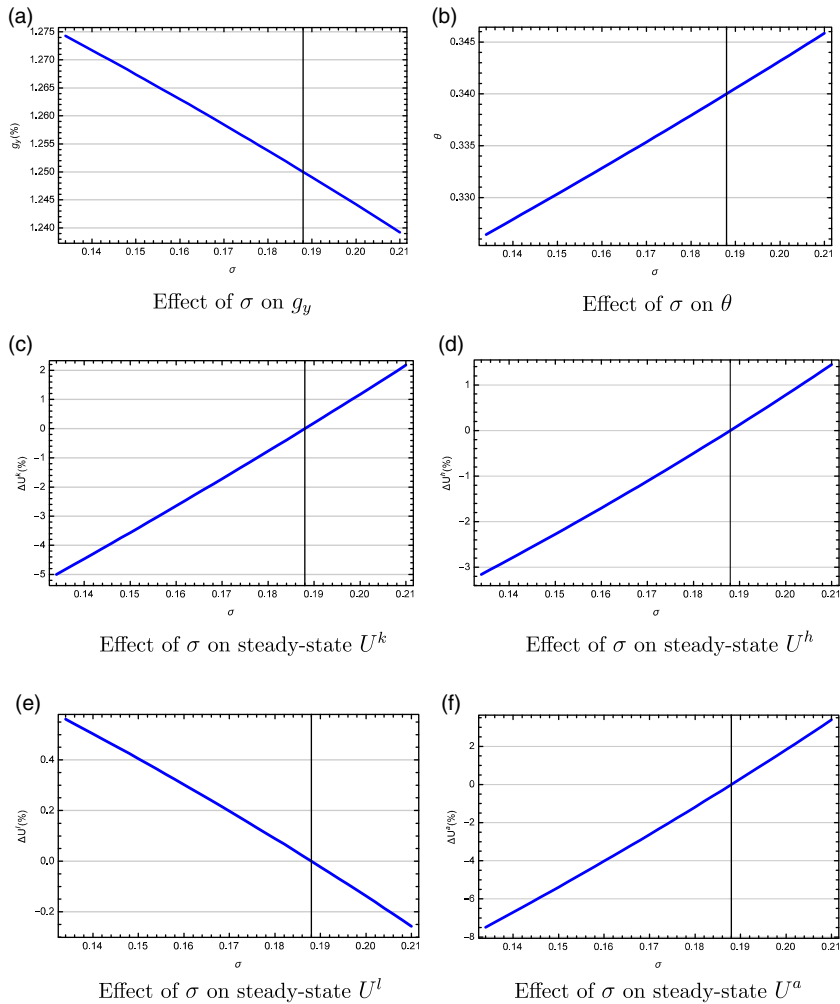 (a)
(b)
1.275
1.270
1.265
1.260
1.255
1.250
1.245
1.240
g_y(%)
0.14 0.15 0.16 0.17 0.18 0.19 0.20 0.21
σ
Effect of σ on g_y
0.345
0.340
0.335
0.330
θ
0.14 0.15 0.16 0.17 0.18 0.19 0.20 0.21
σ
Effect of σ on θ
(c)
(d)
2
1
0
−1
−2
−3
−4
−5
ΔU^k(%)
0.14 0.15 0.16 0.17 0.18 0.19 0.20 0.21
σ
Effect of σ on steady-state U^k
1
0
−1
−2
−3
ΔU^h(%)
0.14 0.15 0.16 0.17 0.18 0.19 0.20 0.21
σ
Effect of σ on steady-state U^h
(e)
(f)
0.4
0.2
0.0
−0.2
ΔU^l(%)
0.14 0.15 0.16 0.17 0.18 0.19 0.20 0.21
σ
Effect of σ on steady-state U^l
2
0
−2
−4
−6
−8
ΔU^a(%)
0.14 0.15 0.16 0.17 0.18 0.19 0.20 0.21
σ
Effect of σ on steady-state U^a